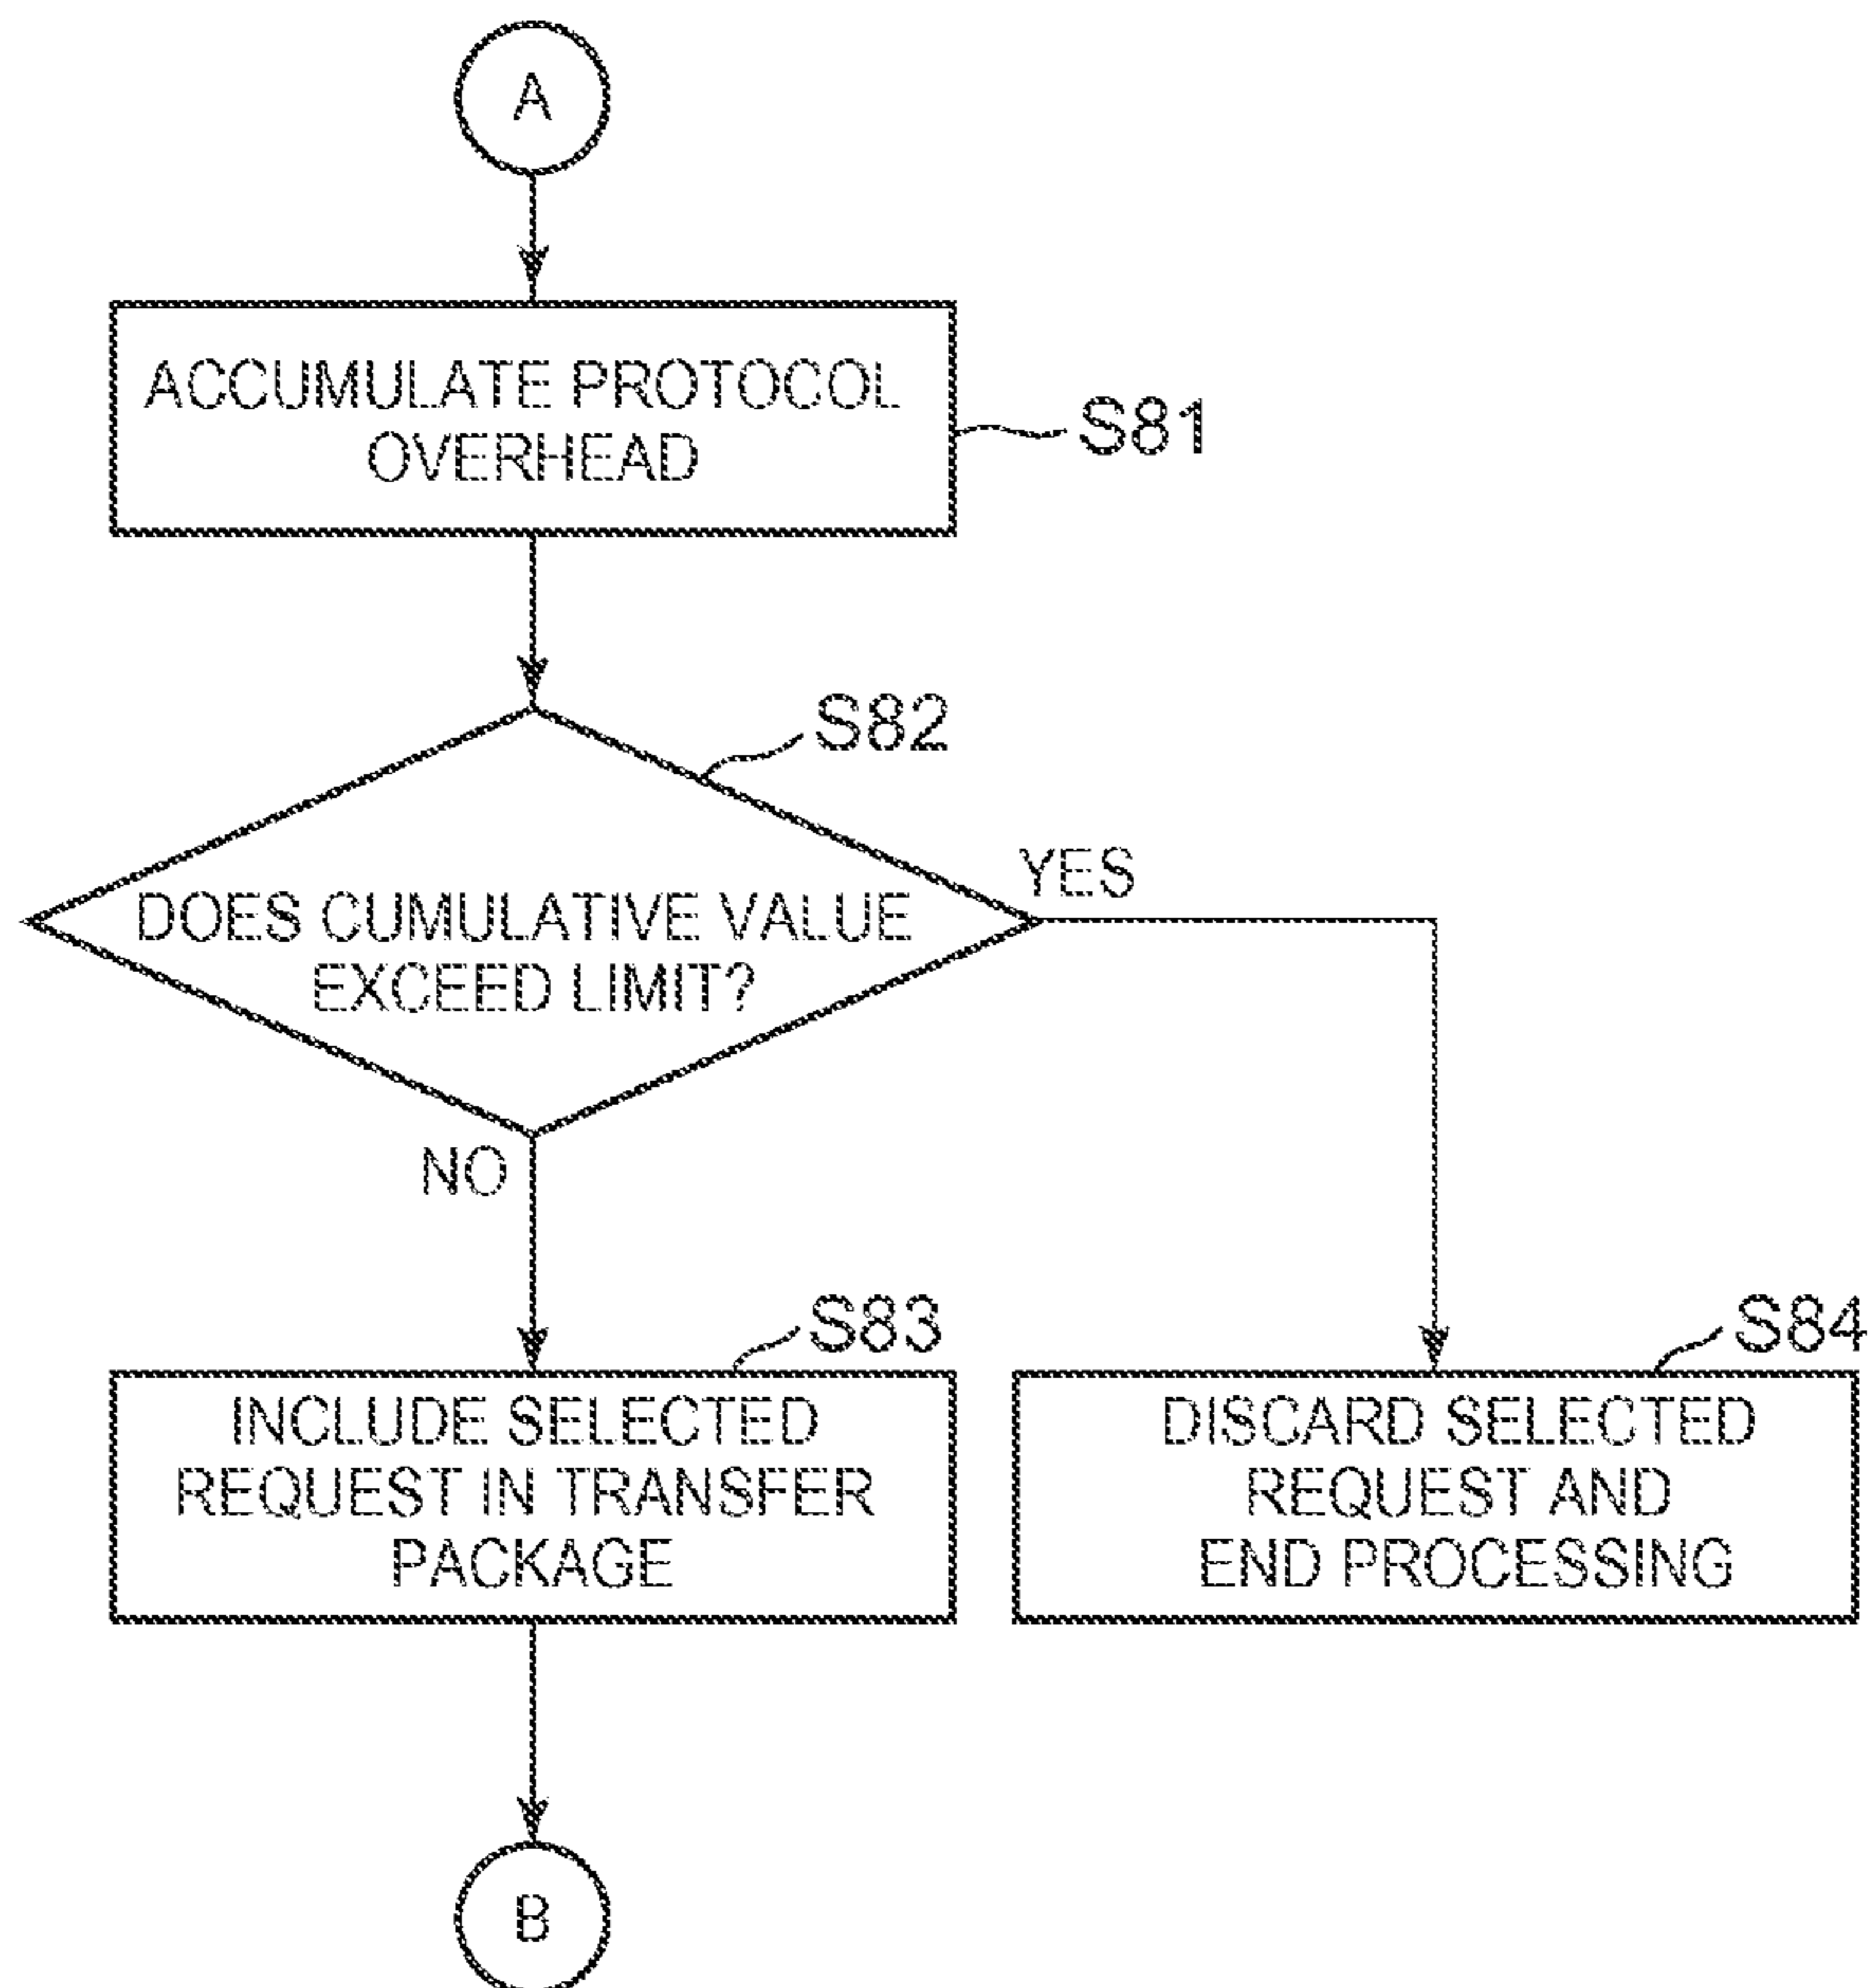 A
ACCUMULATE PROTOCOL
OVERHEAD
S81
S82
DOES CUMULATIVE VALUE
EXCEED LIMIT?
YES
NO
S83
INCLUDE SELECTED
REQUEST IN TRANSFER
PACKAGE
S84
DISCARD SELECTED
REQUEST AND
END PROCESSING
B